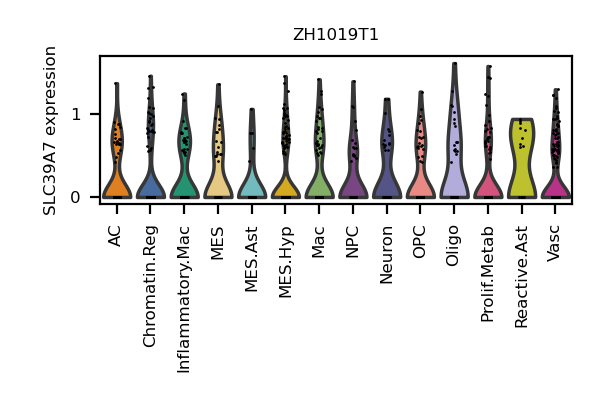 ZH1019T1
SLC39A7 expression
1
0
AC
Chromatin.Reg
Inflammatory.Mac
MES
MES.Ast
MES.Hyp
Mac
NPC
Neuron
OPC
Oligo
Prolif.Metab
Reactive.Ast
Vasc